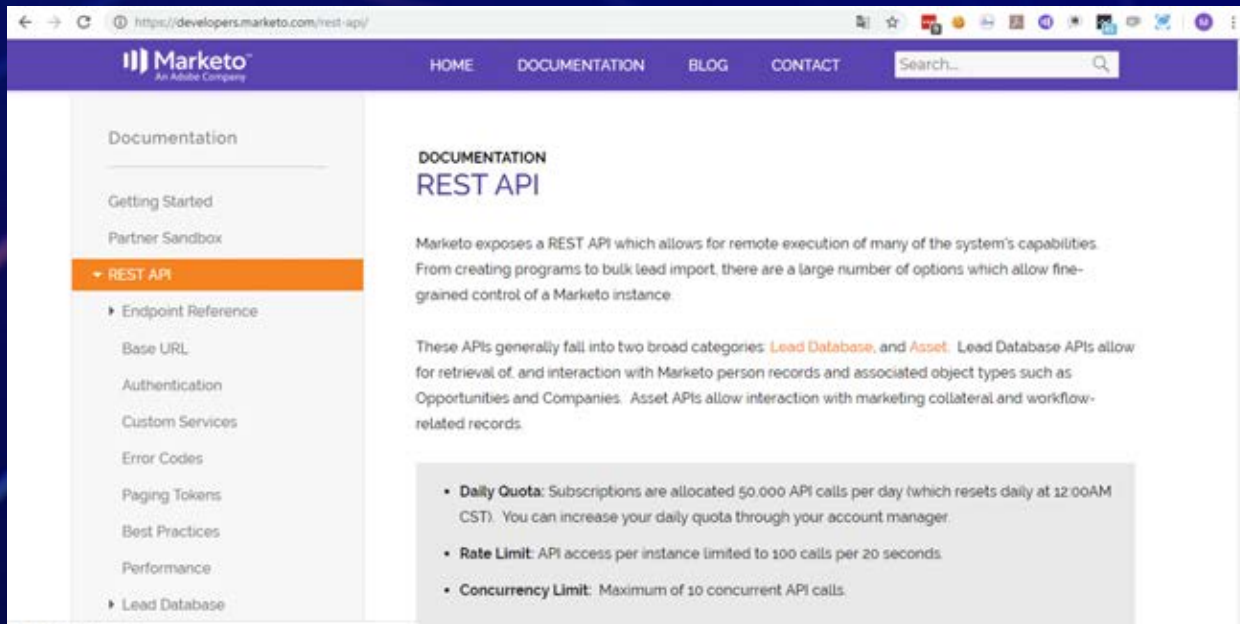 https://developers.marketo.com/rest-api/
Marketo™
An Adobe Company
HOME
DOCUMENTATION
BLOG
CONTACT
Search...
Documentation
Getting Started
Partner Sandbox
REST API
Endpoint Reference
Base URL
Authentication
Custom Services
Error Codes
Paging Tokens
Best Practices
Performance
Lead Database
DOCUMENTATION
REST API
Marketo exposes a REST API which allows for remote execution of many of the system's capabilities.
From creating programs to bulk lead import, there are a large number of options which allow fine-
grained control of a Marketo instance.
These APIs generally fall into two broad categories: Lead Database, and Asset. Lead Database APIs allow
for retrieval of, and interaction with Marketo person records and associated object types such as
Opportunities and Companies. Asset APIs allow interaction with marketing collateral and workflow-
related records.
• Daily Quota: Subscriptions are allocated 50,000 API calls per day (which resets daily at 12:00AM
CST). You can increase your daily quota through your account manager.
• Rate Limit: API access per instance limited to 100 calls per 20 seconds.
• Concurrency Limit: Maximum of 10 concurrent API calls.